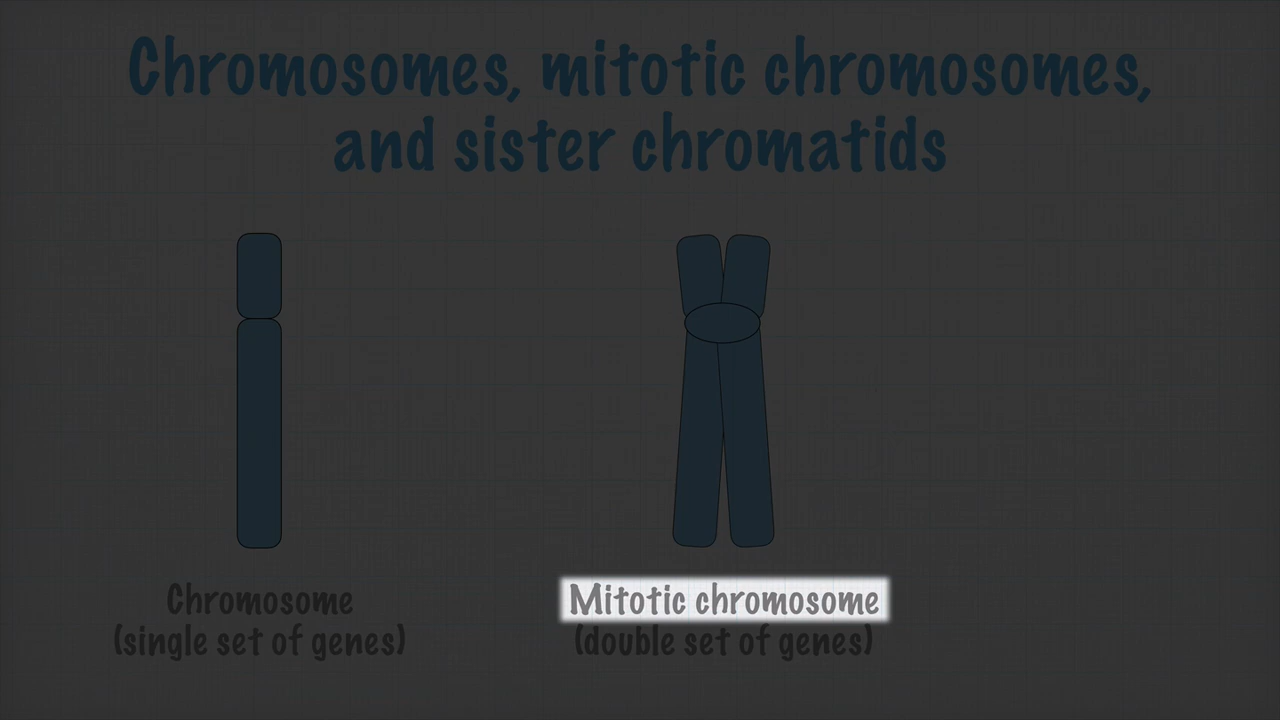 Chromosomes, mitotic chromosomes,
and sister chromatids
Chromosome
(single set of genes)
Mitotic chromosome
(double set of genes)